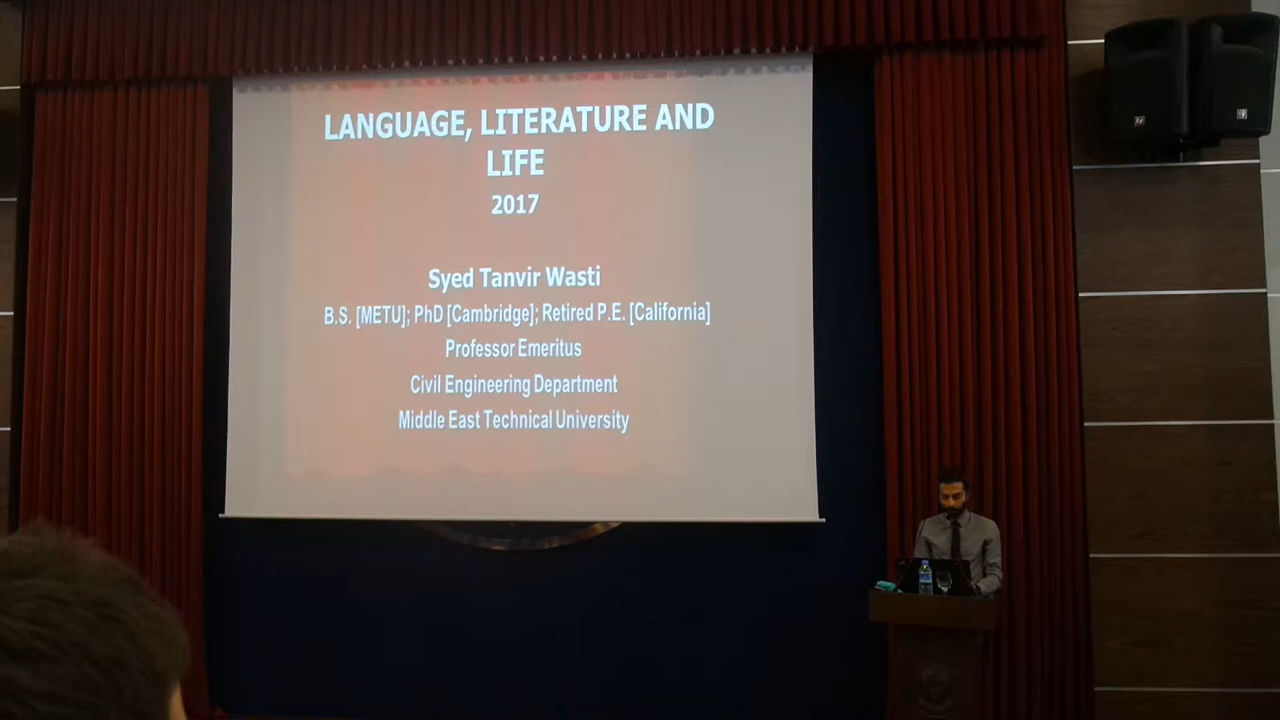 LANGUAGE, LITERATURE AND
LIFE
2017
Syed Tanvir Wasti
B.S. [METU]; PhD [Cambridge]; Retired P.E. [California]
Professor Emeritus
Civil Engineering Department
Middle East Technical University